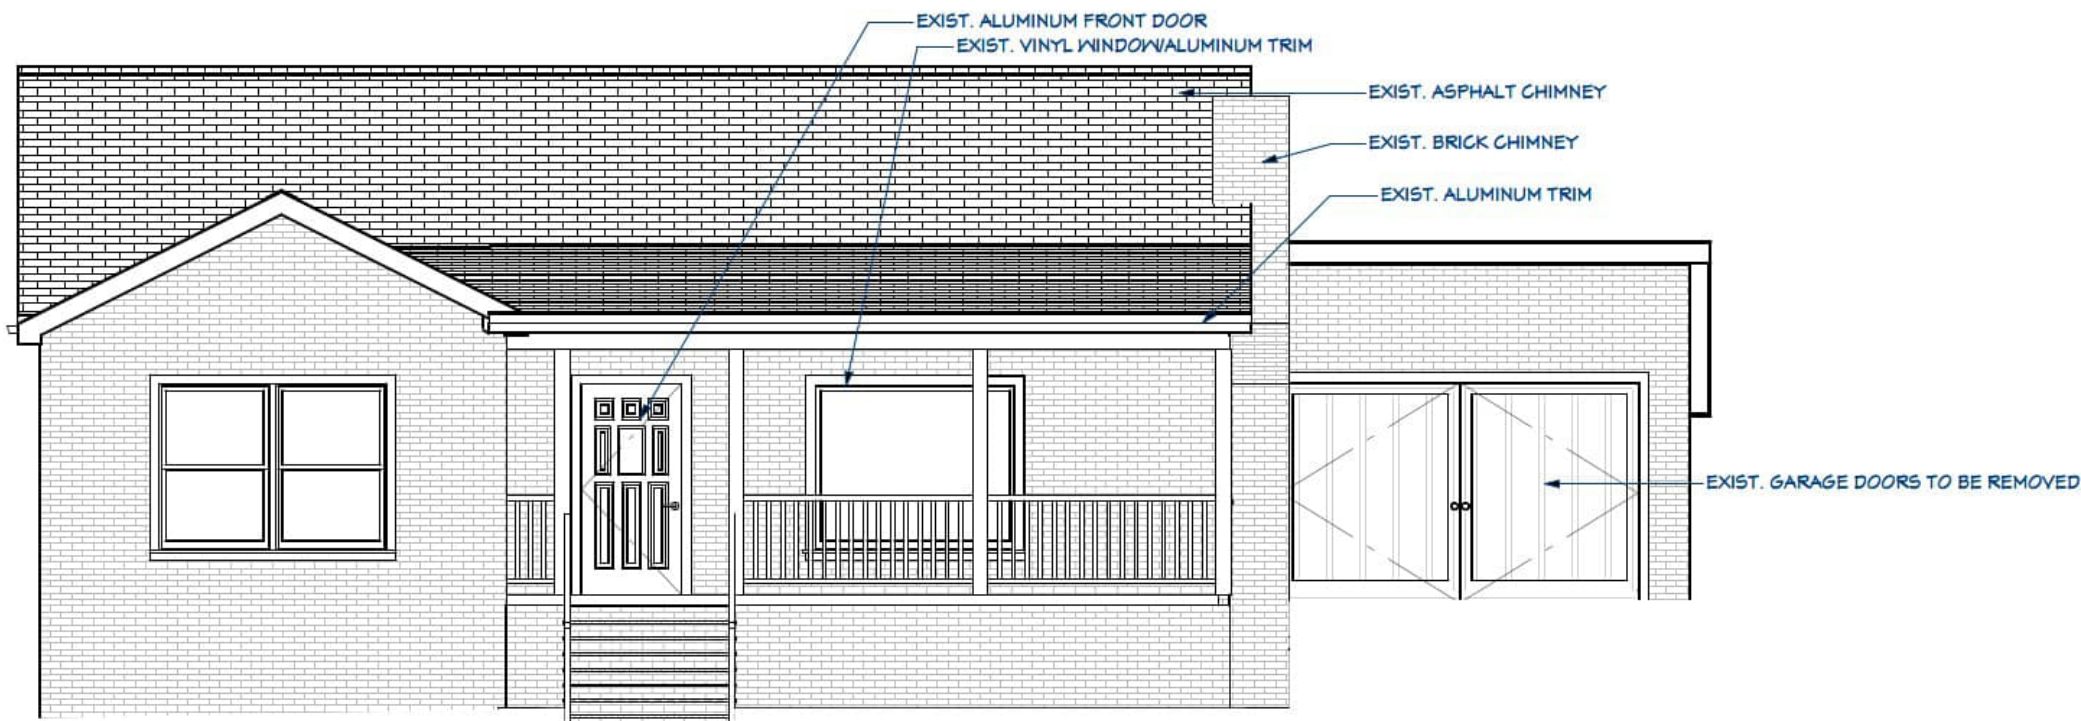 EXIST. ALUMINUM FRONT DOOR
EXIST. VINYL WINDOW/ALUMINUM TRIM
EXIST. ASPHALT CHIMNEY
EXIST. BRICK CHIMNEY
EXIST. ALUMINUM TRIM
EXIST. GARAGE DOORS TO BE REMOVED